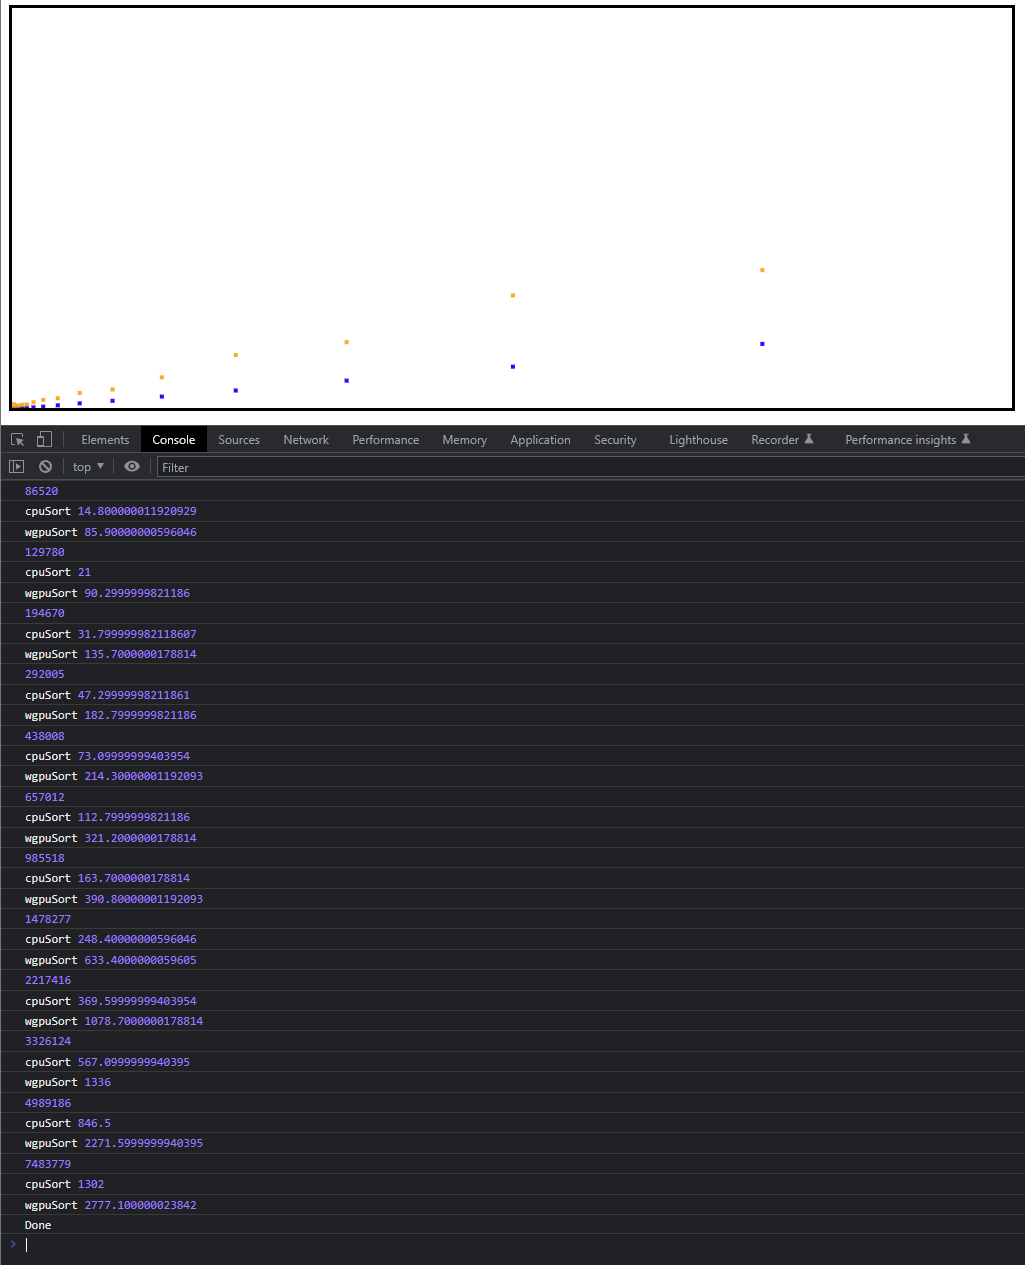 Elements Console Sources Network Performance Memory Application Security Lighthouse Recorder Performance insights
top ▼ Filter
86520
cpuSort 14.800000011920929
wgpuSort 85.90000000596046
129780
cpuSort 21
wgpuSort 90.2999999821186
194670
cpuSort 31.799999982118607
wgpuSort 135.7000000178814
292005
cpuSort 47.29999998211861
wgpuSort 182.7999999821186
438008
cpuSort 73.09999999403954
wgpuSort 214.30000001192093
657012
cpuSort 112.7999999821186
wgpuSort 321.2000000178814
985518
cpuSort 163.7000000178814
wgpuSort 390.80000001192093
1478277
cpuSort 248.40000000596046
wgpuSort 633.4000000059605
2217416
cpuSort 369.59999999403954
wgpuSort 1078.7000000178814
3326124
cpuSort 567.0999999940395
wgpuSort 1336
4989186
cpuSort 846.5
wgpuSort 2271.5999999940395
7483779
cpuSort 1302
wgpuSort 2777.100000023842
Done
>